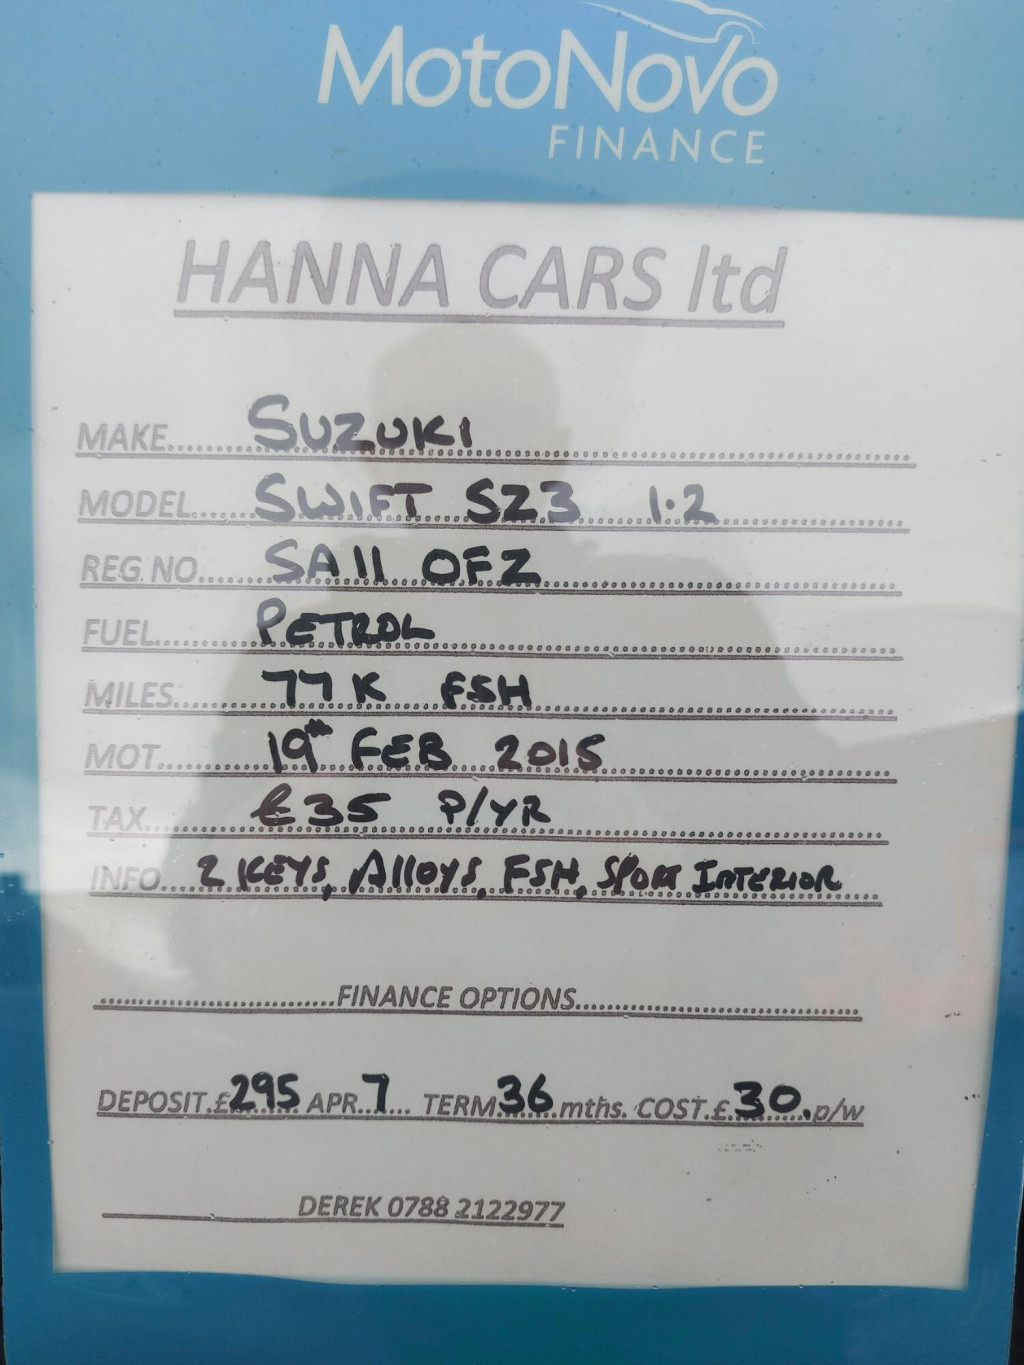 MotoNovo
FINANCE
HANNA CARS ltd
MAKE........SUZUKI
MODEL......SWIFT SZ3 1.2
REG NO......SA11 OFZ
FUEL..........PETROL
MILES.........77K FSH
MOT...........19th FEB 2015
TAX............£35 P/YR
INFO....2 KEYS, Alloys, FSH, SPORT INTERIOR
..............................FINANCE OPTIONS....................................
DEPOSIT.£295 APR..7.... TERM.36 mths. COST.£.30.p/w
DEREK 0788 2122977